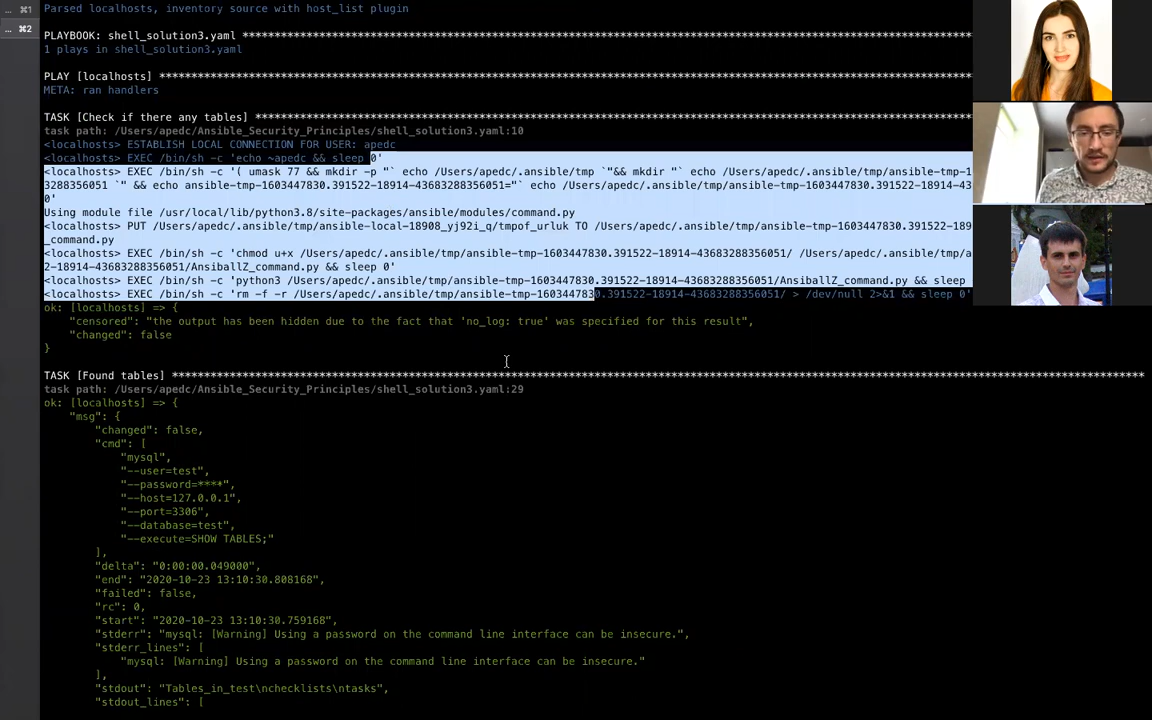 ... ⌘1
... ⌘2
Parsed localhosts, inventory source with host_list plugin
PLAYBOOK: shell_solution3.yaml ****************************************************************************************************************
1 plays in shell_solution3.yaml
PLAY [localhosts] ****************************************************************************************************************************
META: ran handlers
TASK [Check if there any tables] **************************************************************************************************************
task path: /Users/apedc/Ansible_Security_Principles/shell_solution3.yaml:10
<localhosts> ESTABLISH LOCAL CONNECTION FOR USER: apedc
<localhosts> EXEC /bin/sh -c 'echo ~apedc && sleep 0'
<localhosts> EXEC /bin/sh -c '( umask 77 && mkdir -p "` echo /Users/apedc/.ansible/tmp `"&& mkdir "` echo /Users/apedc/.ansible/tmp/ansible-tmp-1
3288356051 `" && echo ansible-tmp-1603447830.391522-18914-43683288356051="` echo /Users/apedc/.ansible/tmp/ansible-tmp-1603447830.391522-18914-43
0'
Using module file /usr/local/lib/python3.8/site-packages/ansible/modules/command.py
<localhosts> PUT /Users/apedc/.ansible/tmp/ansible-local-18908_yj92i_q/tmpof_urluk TO /Users/apedc/.ansible/tmp/ansible-tmp-1603447830.391522-189
_command.py
<localhosts> EXEC /bin/sh -c 'chmod u+x /Users/apedc/.ansible/tmp/ansible-tmp-1603447830.391522-18914-43683288356051/ /Users/apedc/.ansible/tmp/a
2-18914-43683288356051/AnsiballZ_command.py && sleep 0'
<localhosts> EXEC /bin/sh -c 'python3 /Users/apedc/.ansible/tmp/ansible-tmp-1603447830.391522-18914-43683288356051/AnsiballZ_command.py && sleep
<localhosts> EXEC /bin/sh -c 'rm -f -r /Users/apedc/.ansible/tmp/ansible-tmp-1603447830.391522-18914-43683288356051/ > /dev/null 2>&1 && sleep 0'
ok: [localhosts] => {
"censored": "the output has been hidden due to the fact that 'no_log: true' was specified for this result",
"changed": false
}
TASK [Found tables] **************************************************************************************************************************************************
task path: /Users/apedc/Ansible_Security_Principles/shell_solution3.yaml:29
ok: [localhosts] => {
"msg": {
"changed": false,
"cmd": [
"mysql",
"--user=test",
"--password=****",
"--host=127.0.0.1",
"--port=3306",
"--database=test",
"--execute=SHOW TABLES;"
],
"delta": "0:00:00.049000",
"end": "2020-10-23 13:10:30.808168",
"failed": false,
"rc": 0,
"start": "2020-10-23 13:10:30.759168",
"stderr": "mysql: [Warning] Using a password on the command line interface can be insecure.",
"stderr_lines": [
"mysql: [Warning] Using a password on the command line interface can be insecure."
],
"stdout": "Tables_in_test\nchecklists\ntasks",
"stdout_lines": [